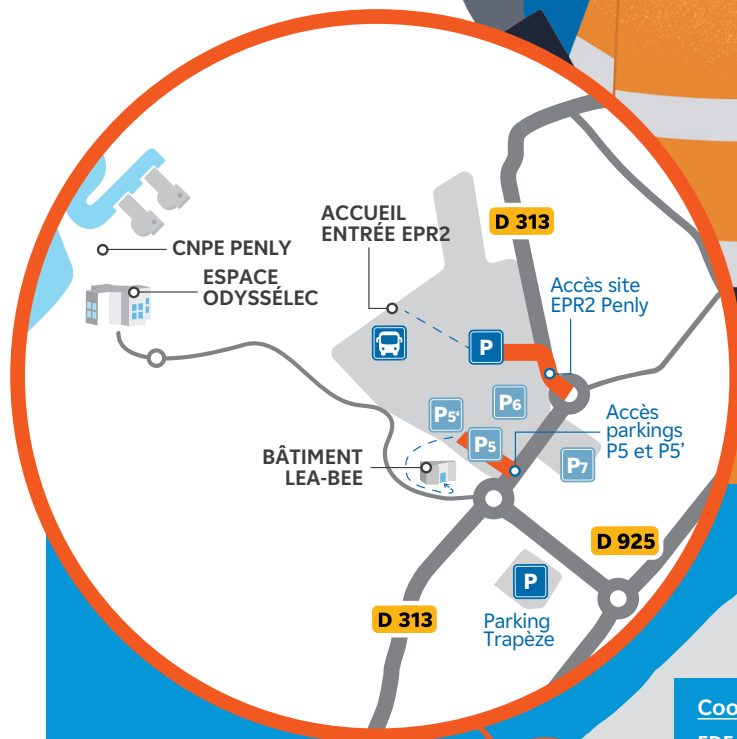 CNPE PENLY
ESPACE
ODYSSÉLEC
ACCUEIL
ENTRÉE EPR2
D 313
Accès site
EPR2 Penly
P
P6
P5'
P5
Accès
parkings
P5 et P5'
P7
BÂTIMENT
LEA-BEE
D 925
P
Parking
Trapèze
D 313
Coo